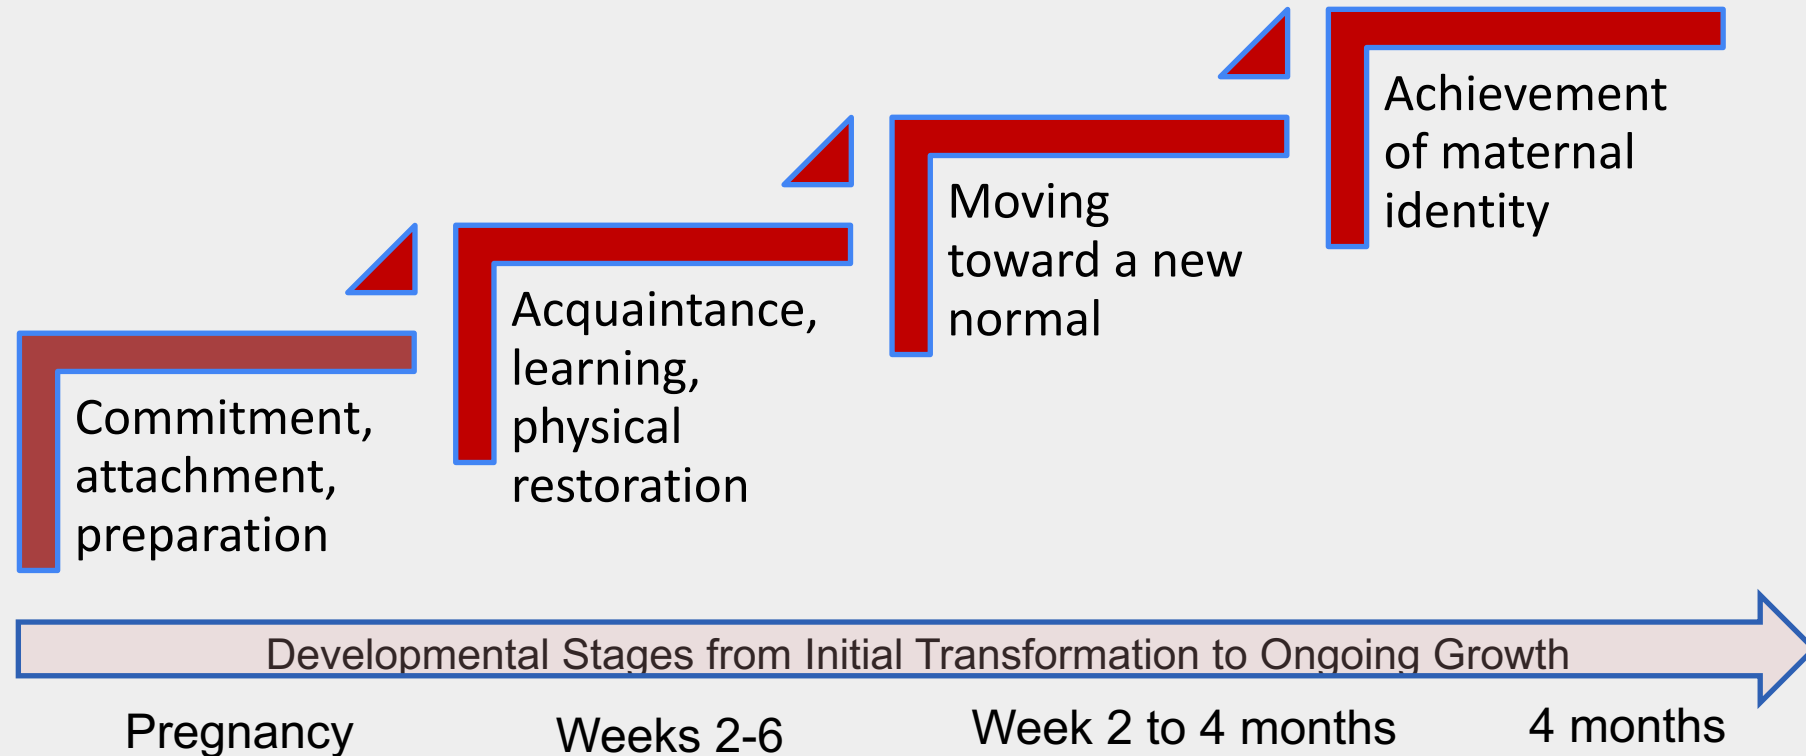 Commitment,
attachment,
preparation
Acquaintance,
learning,
physical
restoration
Moving
toward a new
normal
Achievement
of maternal
identity
Developmental Stages from Initial Transformation to Ongoing Growth
Pregnancy
Weeks 2-6
Week 2 to 4 months
4 months